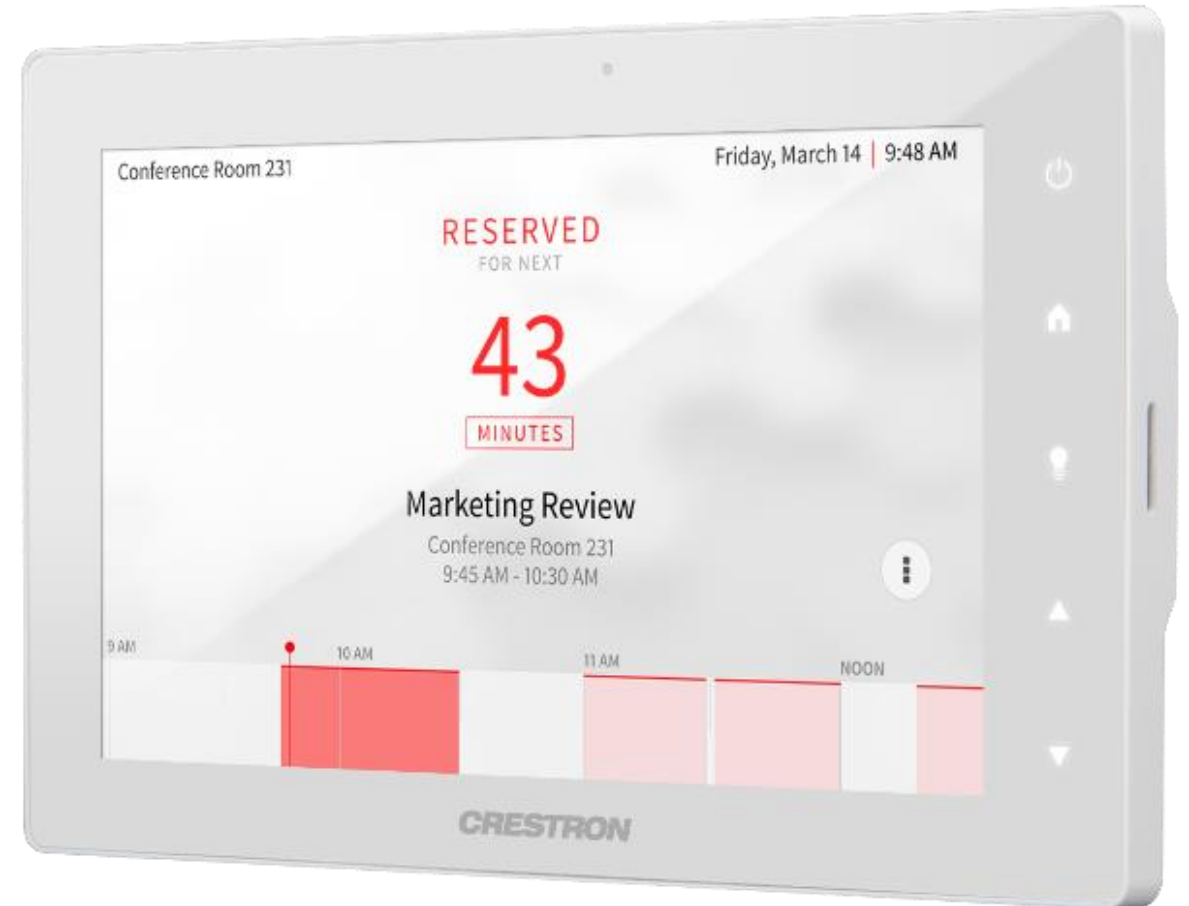 Conference Room 231
Friday, March 14 | 9:48 AM
RESERVED
FOR NEXT
43
MINUTES
Marketing Review
Conference Room 231
9:45 AM - 10:30 AM
9 AM
10 AM
11 AM
NOON
CRESTRON